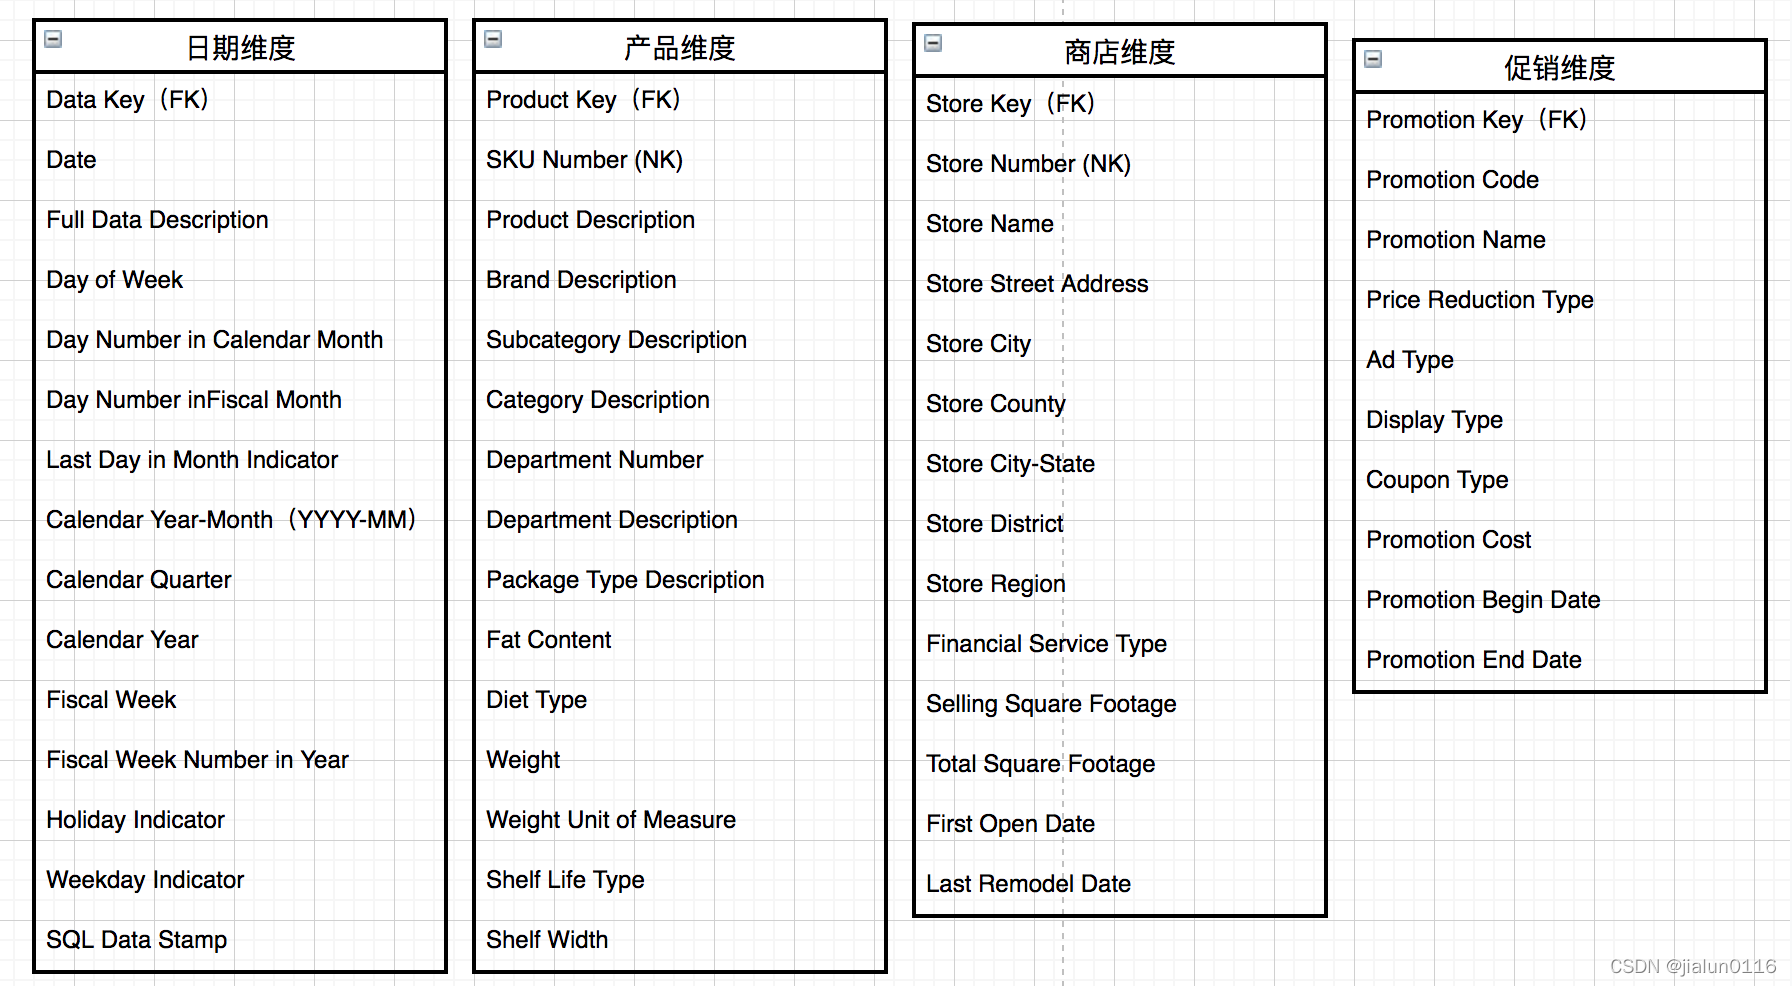 日期维度
Data Key（FK）
Date
Full Data Description
Day of Week
Day Number in Calendar Month
Day Number inFiscal Month
Last Day in Month Indicator
Calendar Year-Month（YYYY-MM）
Calendar Quarter
Calendar Year
Fiscal Week
Fiscal Week Number in Year
Holiday Indicator
Weekday Indicator
SQL Data Stamp
产品维度
Product Key（FK）
SKU Number (NK)
Product Description
Brand Description
Subcategory Description
Category Description
Department Number
Department Description
Package Type Description
Fat Content
Diet Type
Weight
Weight Unit of Measure
Shelf Life Type
Shelf Width
商店维度
Store Key（FK）
Store Number (NK)
Store Name
Store Street Address
Store City
Store County
Store City-State
Store District
Store Region
Financial Service Type
Selling Square Footage
Total Square Footage
First Open Date
Last Remodel Date
促销维度
Promotion Key（FK）
Promotion Code
Promotion Name
Price Reduction Type
Ad Type
Display Type
Coupon Type
Promotion Cost
Promotion Begin Date
Promotion End Date
CSDN @jialun0116